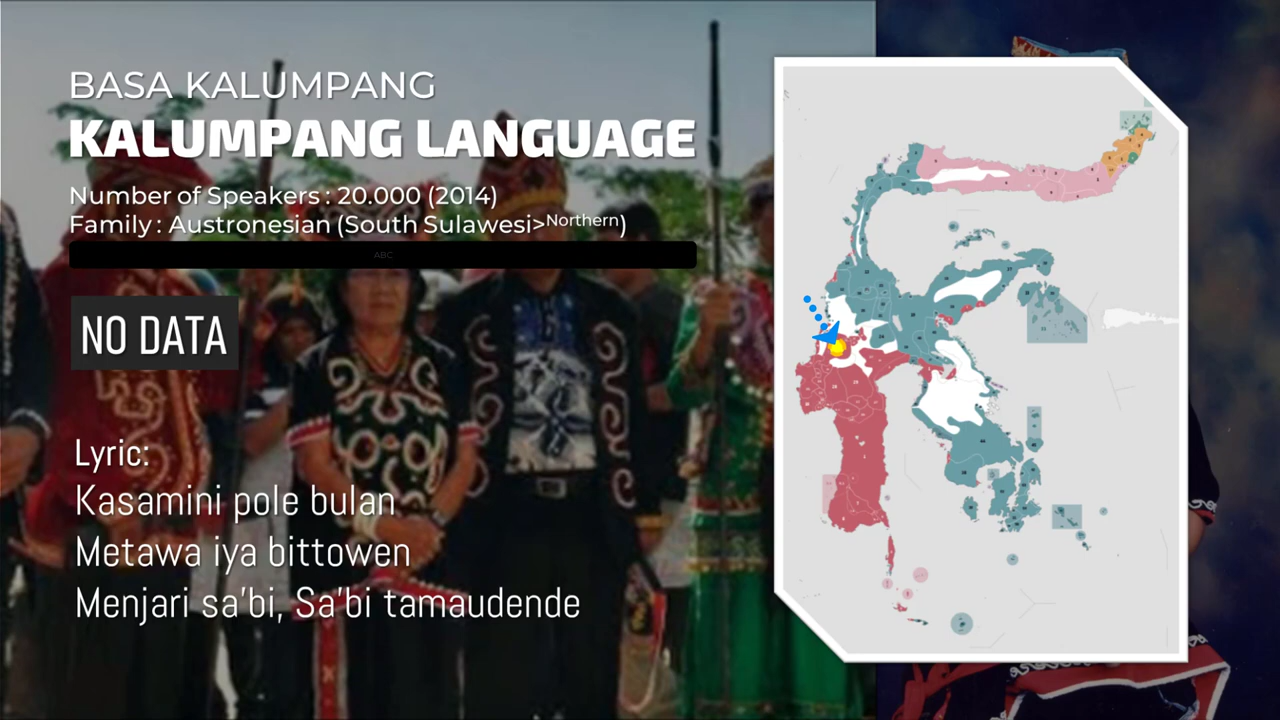 BASA KALUMPANG
KALUMPANG LANGUAGE
Number of Speakers : 20.000 (2014)
Family : Austronesian (South Sulawesi>Northern)
ABC
NO DATA
Lyric:
Kasamini pole bulan
Metawa iya bittowen
Menjari sa'bi, Sa'bi tamaudende